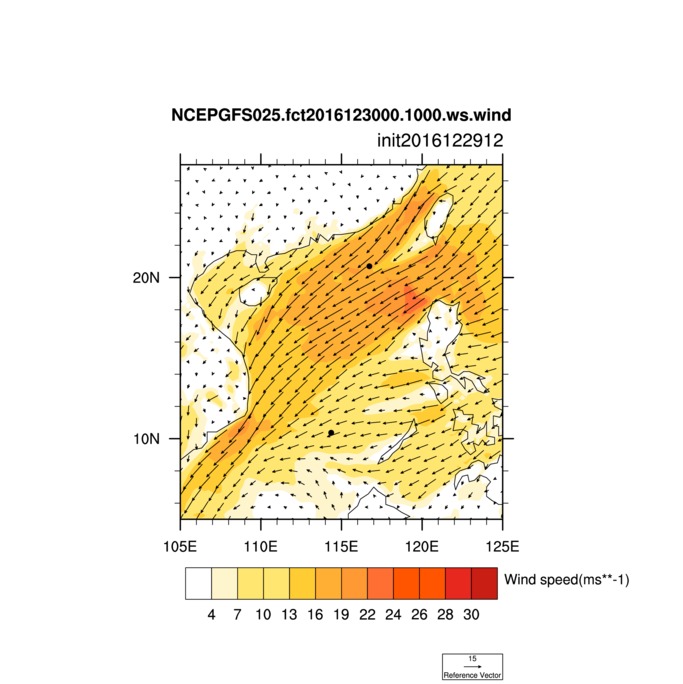 NCEPGFS025.fct2016123000.1000.ws.wind
init2016122912
20N
10N
105E 110E 115E 120E 125E
Wind speed(ms**-1)
4 7 10 13 16 19 22 24 26 28 30
15
Reference Vector